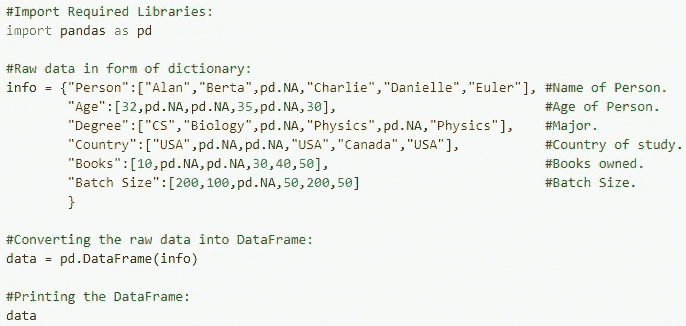 #Import Required Libraries:
import pandas as pd
#Raw data in form of dictionary:
info = {"Person":["Alan","Berta",pd.NA,"Charlie","Danielle","Euler"], #Name of Person.
"Age":[32,pd.NA,pd.NA,35,pd.NA,30], #Age of Person.
"Degree":["CS","Biology",pd.NA,"Physics",pd.NA,"Physics"], #Major.
"Country":["USA",pd.NA,pd.NA,"USA","Canada","USA"], #Country of study.
"Books":[10,pd.NA,pd.NA,30,40,50], #Books owned.
"Batch Size":[200,100,pd.NA,50,200,50] #Batch Size.
}
#Converting the raw data into DataFrame:
data = pd.DataFrame(info)
#Printing the DataFrame:
data